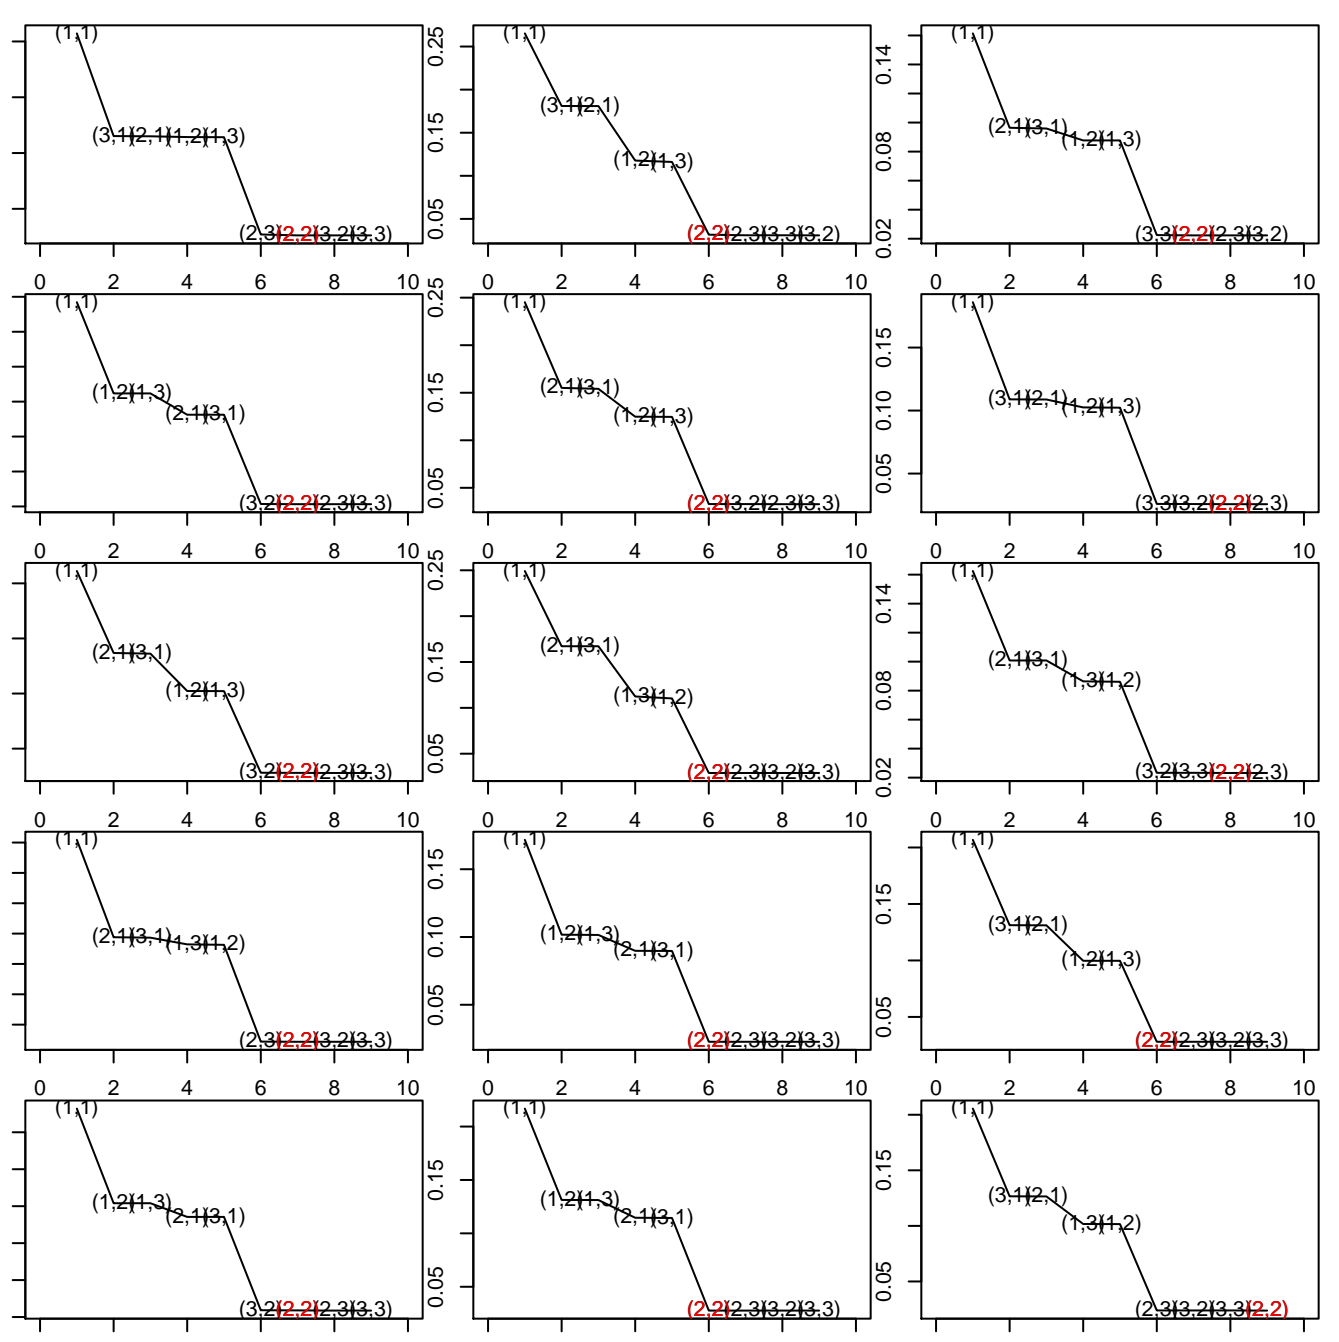 (1,1) (3,1) (2,1) (1,2) (1,3) (2,3) (2,2) (3,2) (3,3)
0.05 0.15 0.25
(1,1) (3,1) (2,1) (1,2) (1,3) (2,2) (2,3) (3,3) (3,2)
0.02 0.08 0.14
(1,1) (2,1) (3,1) (1,2) (1,3) (3,3) (2,2) (2,3) (3,2)
0 2 4 6 8 10 0 2 4 6 8 10 0 2 4 6 8 10
(1,1) (1,2) (1,3) (2,1) (3,1) (3,2) (2,2) (2,3) (3,3)
0.05 0.15 0.25
(1,1) (2,1) (3,1) (1,2) (1,3) (2,2) (3,2) (2,3) (3,3)
0.05 0.10 0.15
(1,1) (3,1) (2,1) (1,2) (1,3) (3,3) (3,2) (2,2) (2,3)
0 2 4 6 8 10 0 2 4 6 8 10 0 2 4 6 8 10
(1,1) (2,1) (3,1) (1,2) (1,3) (3,2) (2,2) (2,3) (3,3)
0.05 0.15 0.25
(1,1) (2,1) (3,1) (1,3) (1,2) (2,2) (2,3) (3,2) (3,3)
0.02 0.08 0.14
(1,1) (2,1) (3,1) (1,3) (1,2) (3,2) (3,3) (2,2) (2,3)
0 2 4 6 8 10 0 2 4 6 8 10 0 2 4 6 8 10
(1,1) (2,1) (3,1) (1,3) (1,2) (2,3) (2,2) (3,2) (3,3)
0.05 0.10 0.15
(1,1) (1,2) (1,3) (2,1) (3,1) (2,2) (2,3) (3,2) (3,3)
0.05 0.15
(1,1) (3,1) (2,1) (1,2) (1,3) (2,2) (2,3) (3,2) (3,3)
0 2 4 6 8 10 0 2 4 6 8 10 0 2 4 6 8 10
(1,1) (1,2) (1,3) (2,1) (3,1) (3,2) (2,2) (2,3) (3,3)
0.05 0.15
(1,1) (1,2) (1,3) (2,1) (3,1) (2,2) (2,3) (3,2) (3,3)
0.05 0.15
(1,1) (3,1) (2,1) (1,3) (1,2) (2,3) (3,2) (3,3) (2,2)